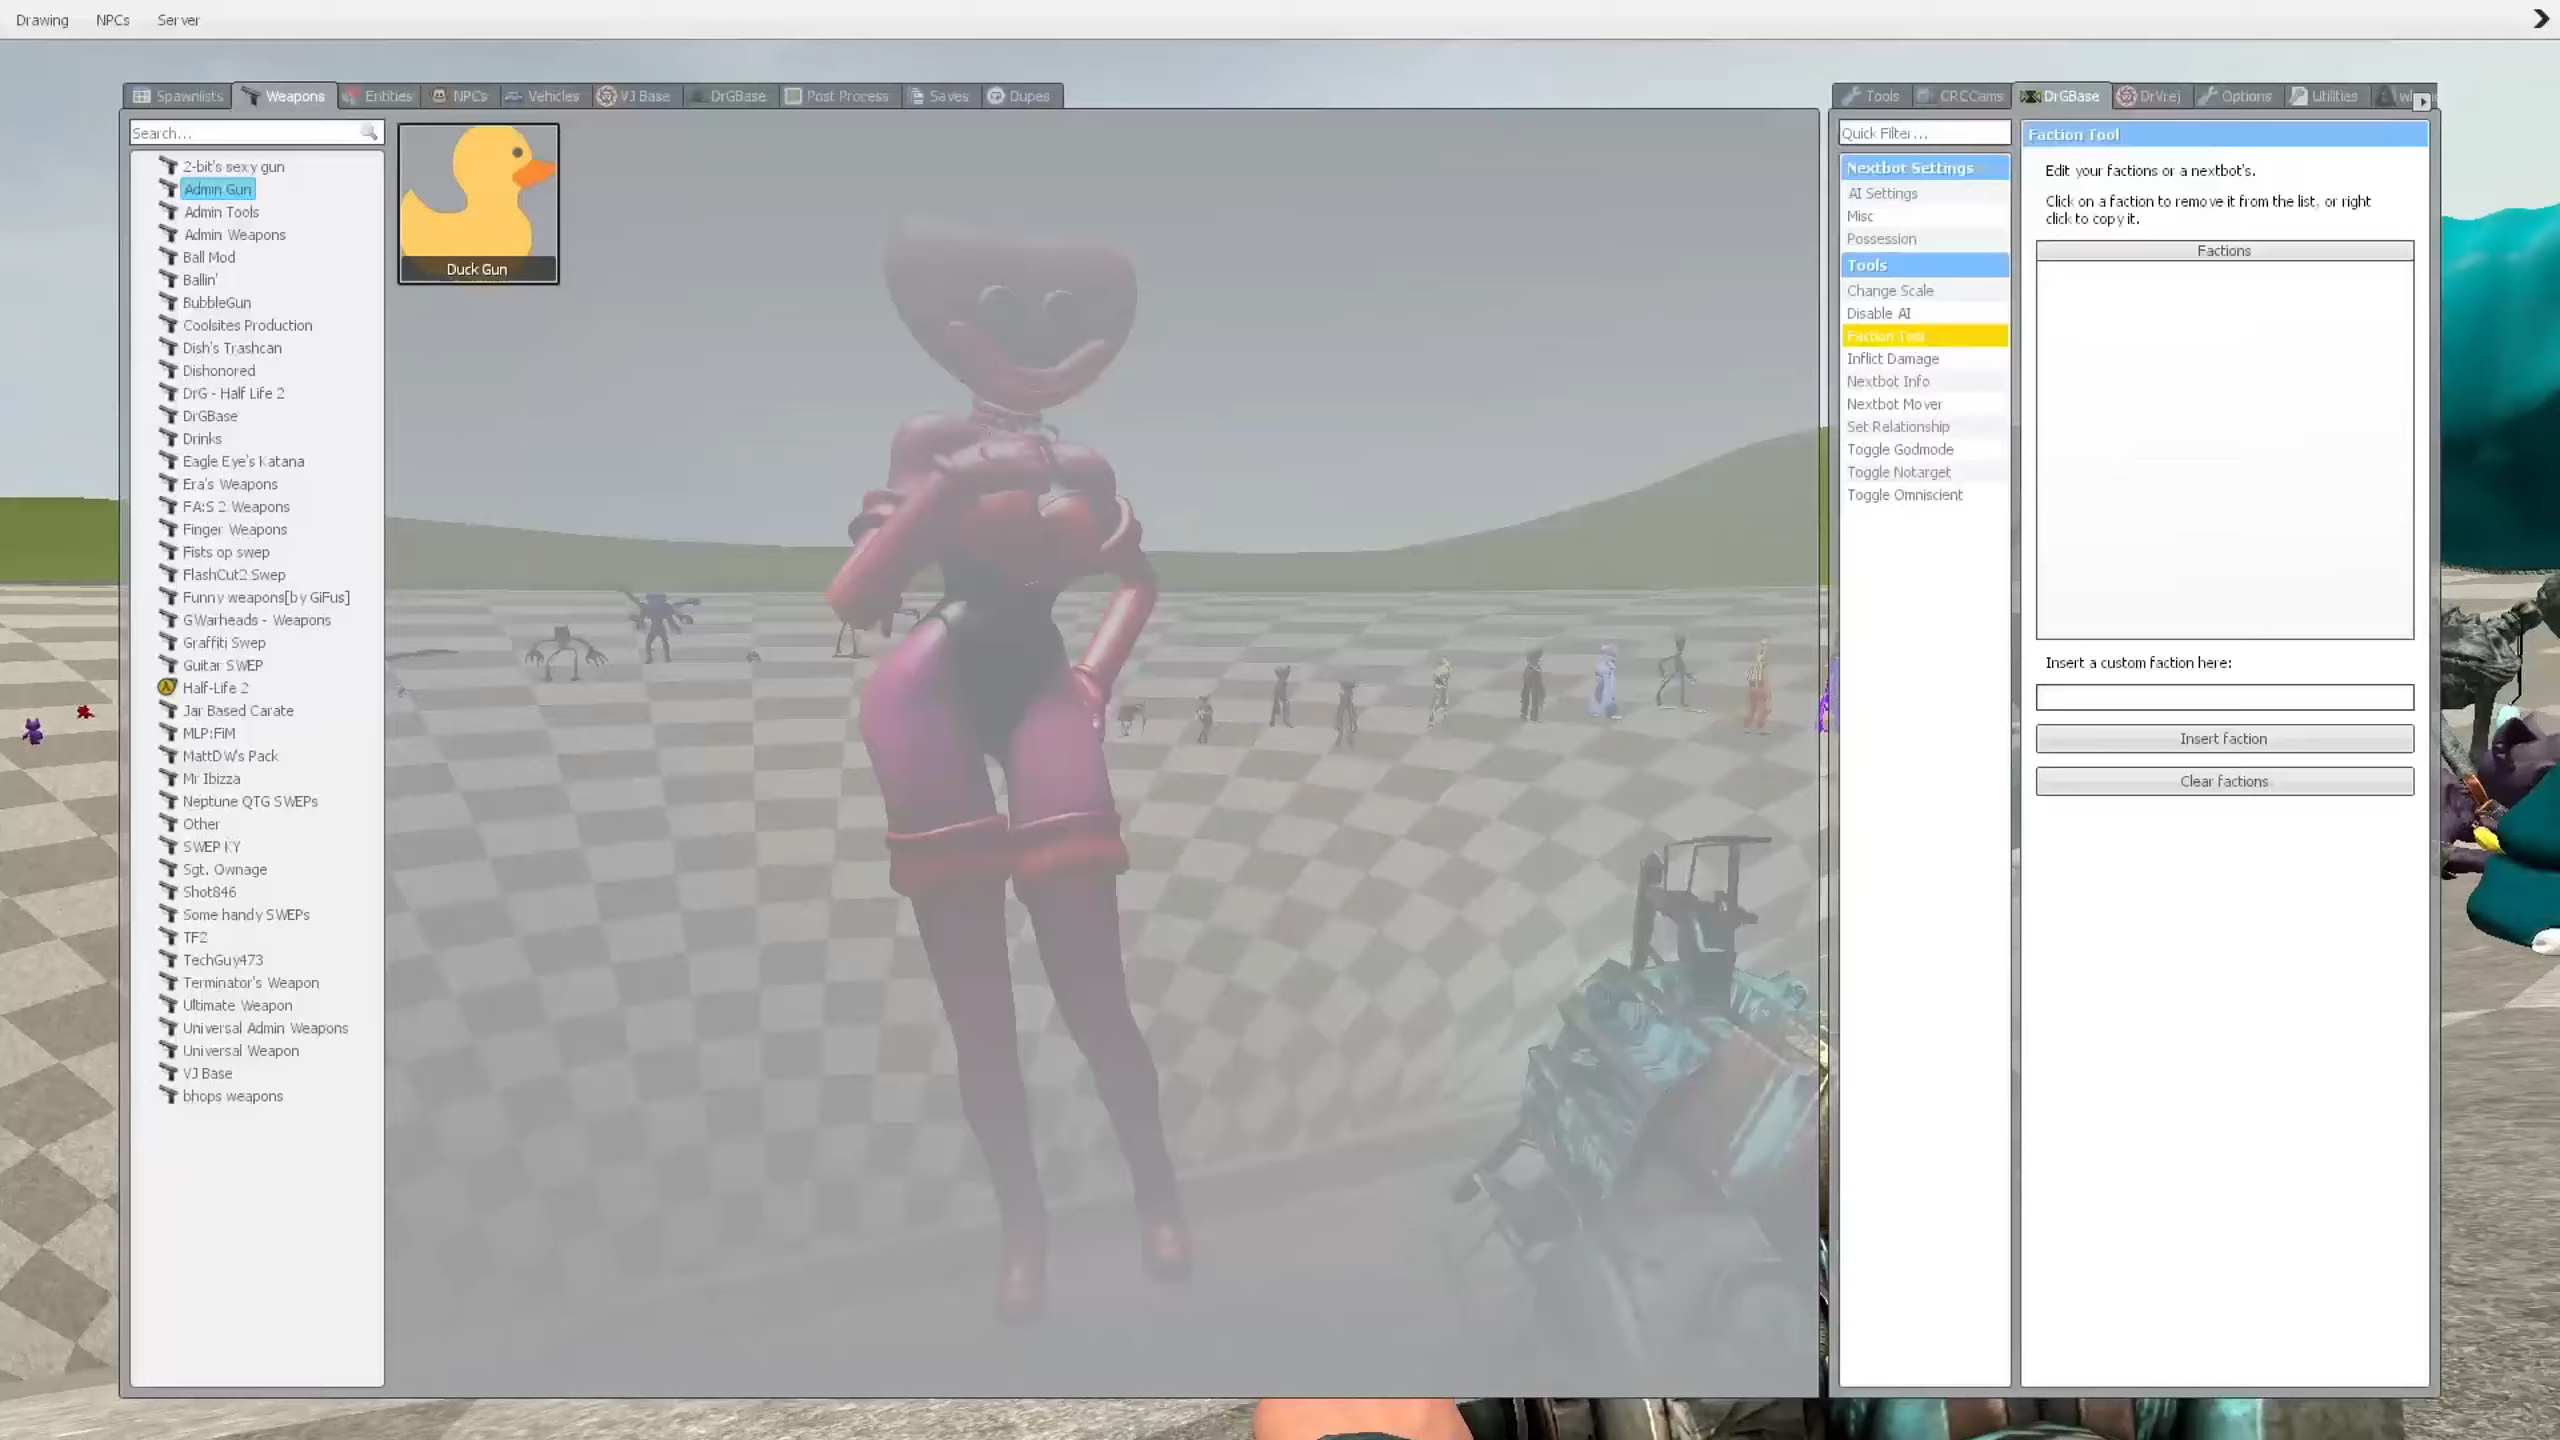 Drawing NPCs Server
Spawnlists Weapons Entities NPCs Vehicles VJ Base DrGBase Post Process Saves Dupes
Search...
2-bit's sexy gun
Admin Gun
Admin Tools
Admin Weapons
Ball Mod
Ballin'
BubbleGun
Coolsites Production
Dish's Trashcan
Dishonored
DrG - Half Life 2
DrGBase
Drinks
Eagle Eye's Katana
Era's Weapons
FA:S 2 Weapons
Finger Weapons
Fists op swep
FlashCut2 Swep
Funny weapons[by GiFus]
GWarheads - Weapons
Graffiti Swep
Guitar SWEP
Half-Life 2
Jar Based Carate
MLP:FiM
MattDW's Pack
Mr Ibizza
Neptune QTG SWEPs
Other
SWEP KY
Sgt. Ownage
Shot846
Some handy SWEPs
TF2
TechGuy473
Terminator's Weapon
Ultimate Weapon
Universal Admin Weapons
Universal Weapon
VJ Base
bhops weapons
Duck Gun
Tools CRCCams DrGBase DrVrej Options Utilities
Quick Filter...
Nextbot Settings
AI Settings
Misc
Possession
Tools
Change Scale
Disable AI
Faction Tool
Inflict Damage
Nextbot Info
Nextbot Mover
Set Relationship
Toggle Godmode
Toggle Notarget
Toggle Omniscient
Faction Tool
Edit your factions or a nextbot's.
Click on a faction to remove it from the list, or right
click to copy it.
Factions
Insert a custom faction here:
Insert faction
Clear factions